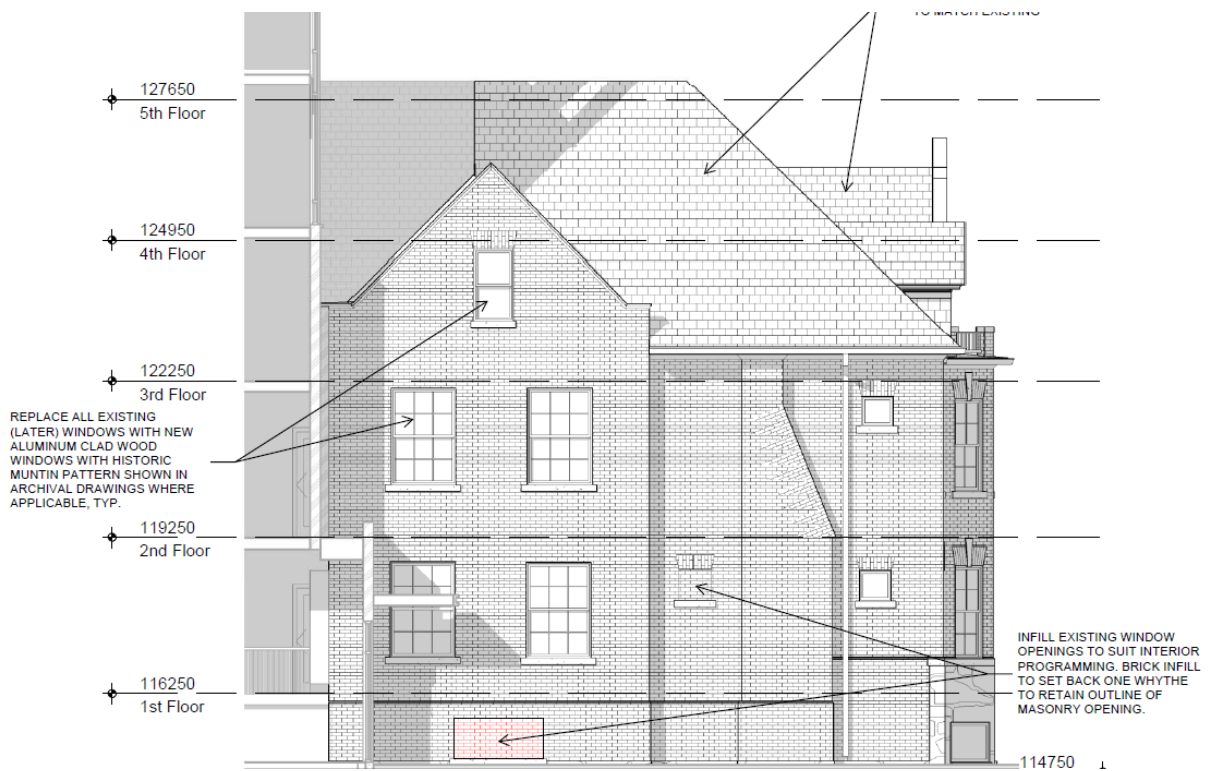 TO MATCH EXISTING
127650
5th Floor
124950
4th Floor
122250
3rd Floor
REPLACE ALL EXISTING
(LATER) WINDOWS WITH NEW
ALUMINUM CLAD WOOD
WINDOWS WITH HISTORIC
MUNTIN PATTERN SHOWN IN
ARCHIVAL DRAWINGS WHERE
APPLICABLE, TYP.
119250
2nd Floor
INFILL EXISTING WINDOW
OPENINGS TO SUIT INTERIOR
PROGRAMMING. BRICK INFILL
TO SET BACK ONE WHYTHE
TO RETAIN OUTLINE OF
MASONRY OPENING.
116250
1st Floor
114750